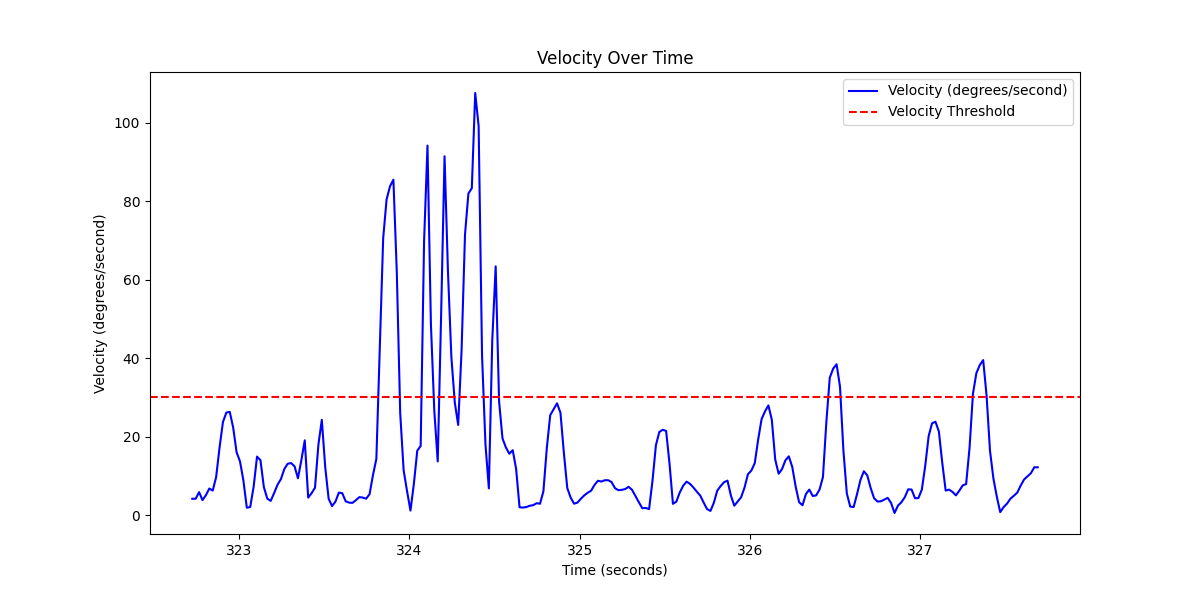 Velocity Over Time
Velocity (degrees/second)
Velocity Threshold
100
80
60
40
20
0
Velocity (degrees/second)
323
324
325
326
327
Time (seconds)